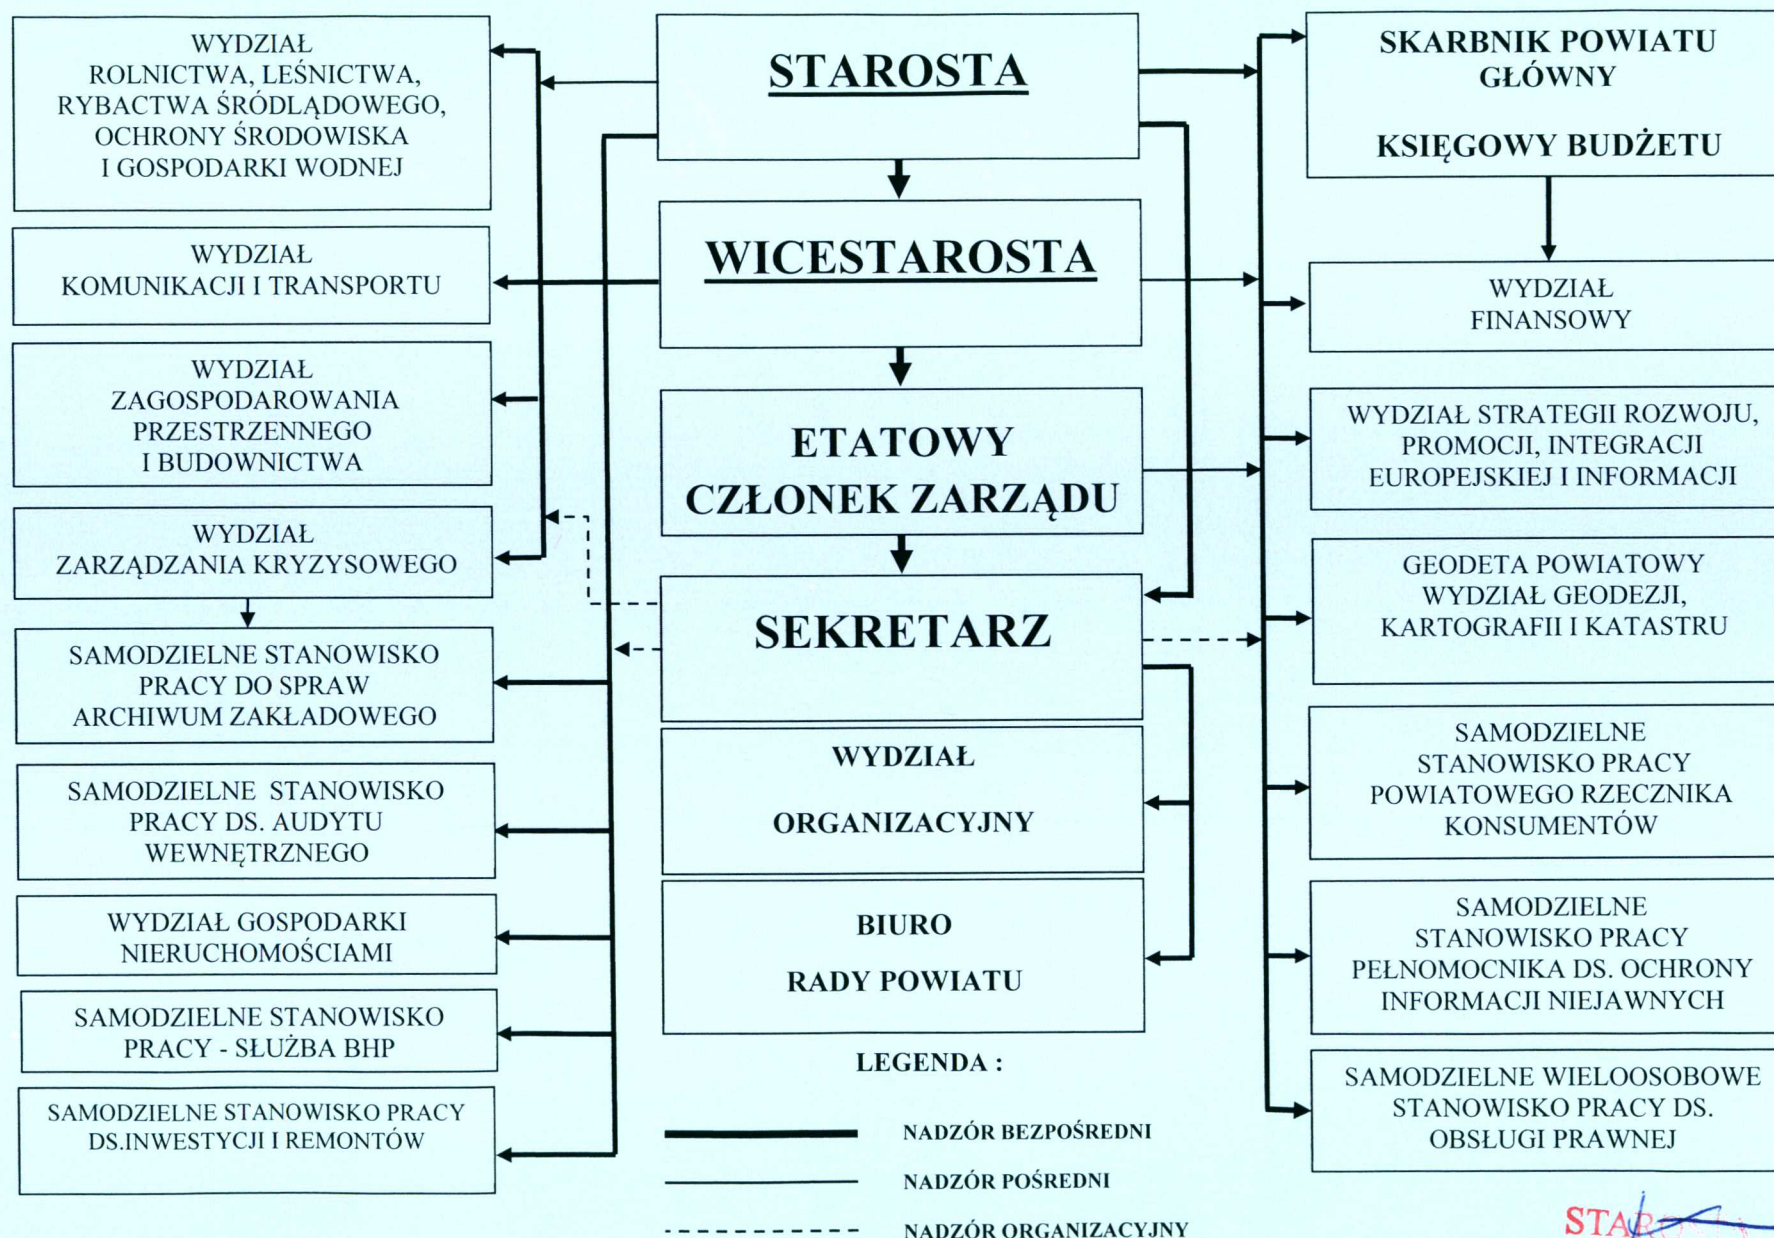 WYDZIAŁ
ROLNICTWA, LEŚNICTWA,
RYBACTWA ŚRÓDLĄDOWEGO,
OCHRONY ŚRODOWISKA
I GOSPODARKI WODNEJ
WYDZIAŁ
KOMUNIKACJI I TRANSPORTU
WYDZIAŁ
ZAGOSPODAROWANIA
PRZESTRZENNEGO
I BUDOWNICTWA
WYDZIAŁ
ZARZĄDZANIA KRYZYSOWEGO
SAMODZIELNE STANOWISKO
PRACY DO SPRAW
ARCHIWUM ZAKŁADOWEGO
SAMODZIELNE STANOWISKO
PRACY DS. AUDYTU
WEWNĘTRZNEGO
WYDZIAŁ GOSPODARKI
NIERUCHOMOŚCIAMI
SAMODZIELNE STANOWISKO
PRACY - SŁUŻBA BHP
SAMODZIELNE STANOWISKO PRACY
DS.INWESTYCJI I REMONTÓW
STAROSTA
WICESTAROSTA
ETATOWY
CZŁONEK ZARZĄDU
SEKRETARZ
WYDZIAŁ
ORGANIZACYJNY
BIURO
RADY POWIATU
LEGENDA :
NADZÓR BEZPOŚREDNI
NADZÓR POŚREDNI
NADZÓR ORGANIZACYJNY
SKARBNIK POWIATU
GŁÓWNY
KSIĘGOWY BUDŻETU
WYDZIAŁ
FINANSOWY
WYDZIAŁ STRATEGII ROZWOJU,
PROMOCJI, INTEGRACJI
EUROPEJSKIEJ I INFORMACJI
GEODETA POWIATOWY
WYDZIAŁ GEODEZJI,
KARTOGRAFII I KATASTRU
SAMODZIELNE
STANOWISKO PRACY
POWIATOWEGO RZECZNIKA
KONSUMENTÓW
SAMODZIELNE
STANOWISKO PRACY
PEŁNOMOCNIKA DS. OCHRONY
INFORMACJI NIEJAWNYCH
SAMODZIELNE WIELOOSOBOWE
STANOWISKO PRACY DS.
OBSŁUGI PRAWNEJ